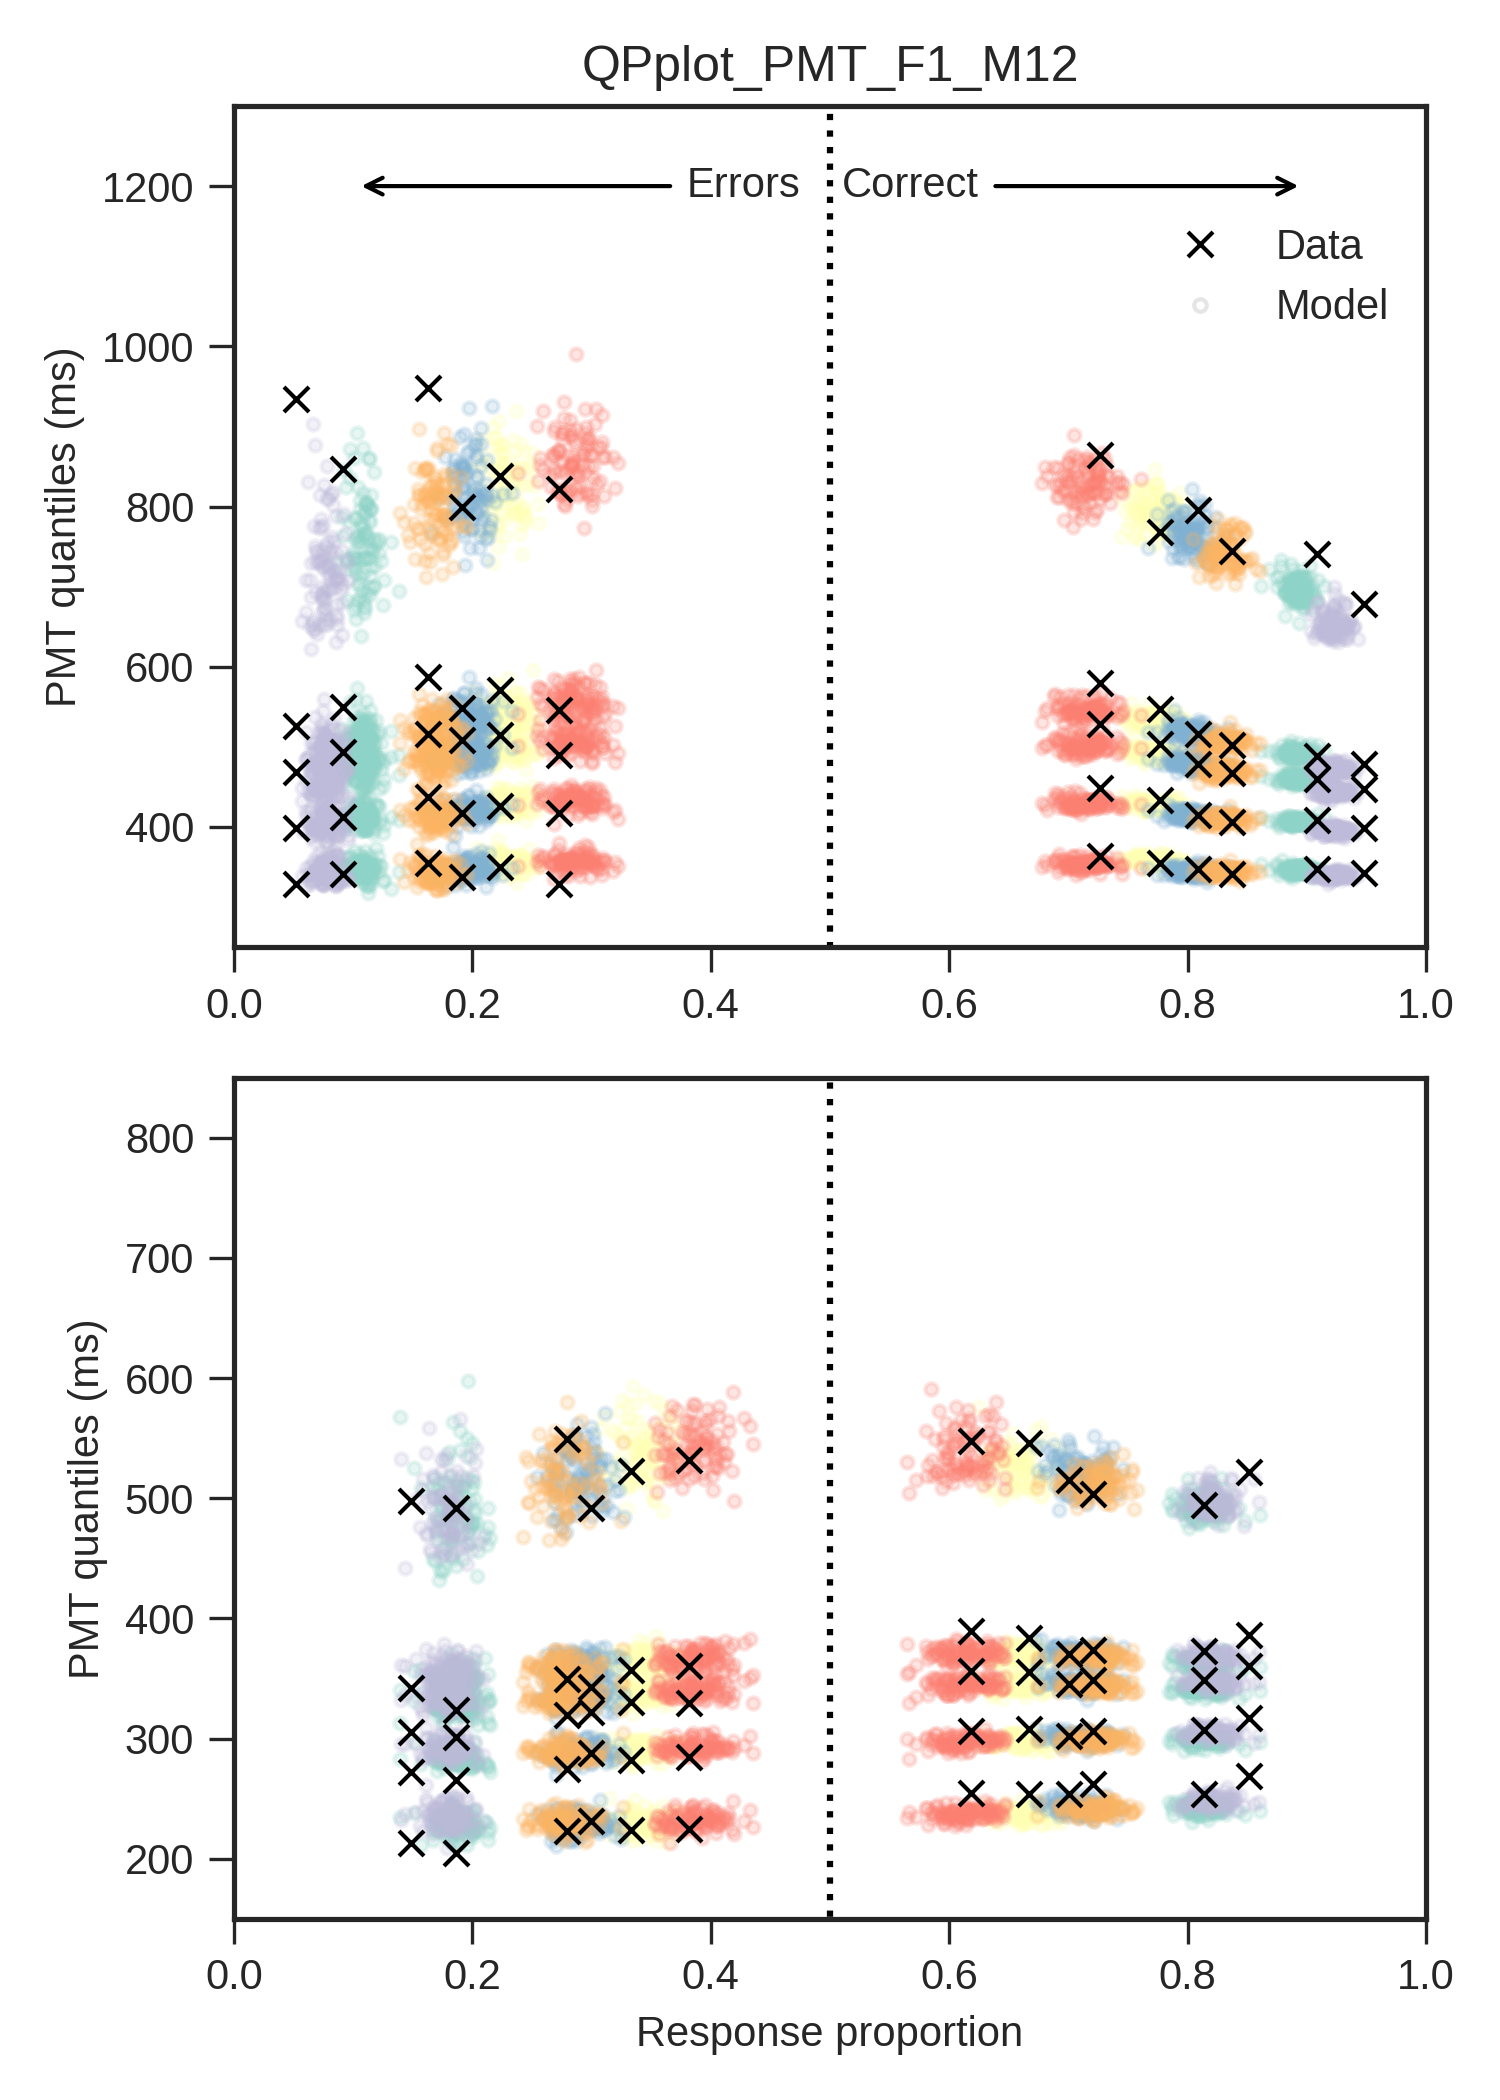 QPplot_PMT_F1_M12
1200
1000
800
600
400
PMT quantiles (ms)
Errors
Correct
Data
Model
0.0 0.2 0.4 0.6 0.8 1.0
800
700
600
500
400
300
200
PMT quantiles (ms)
0.0 0.2 0.4 0.6 0.8 1.0
Response proportion